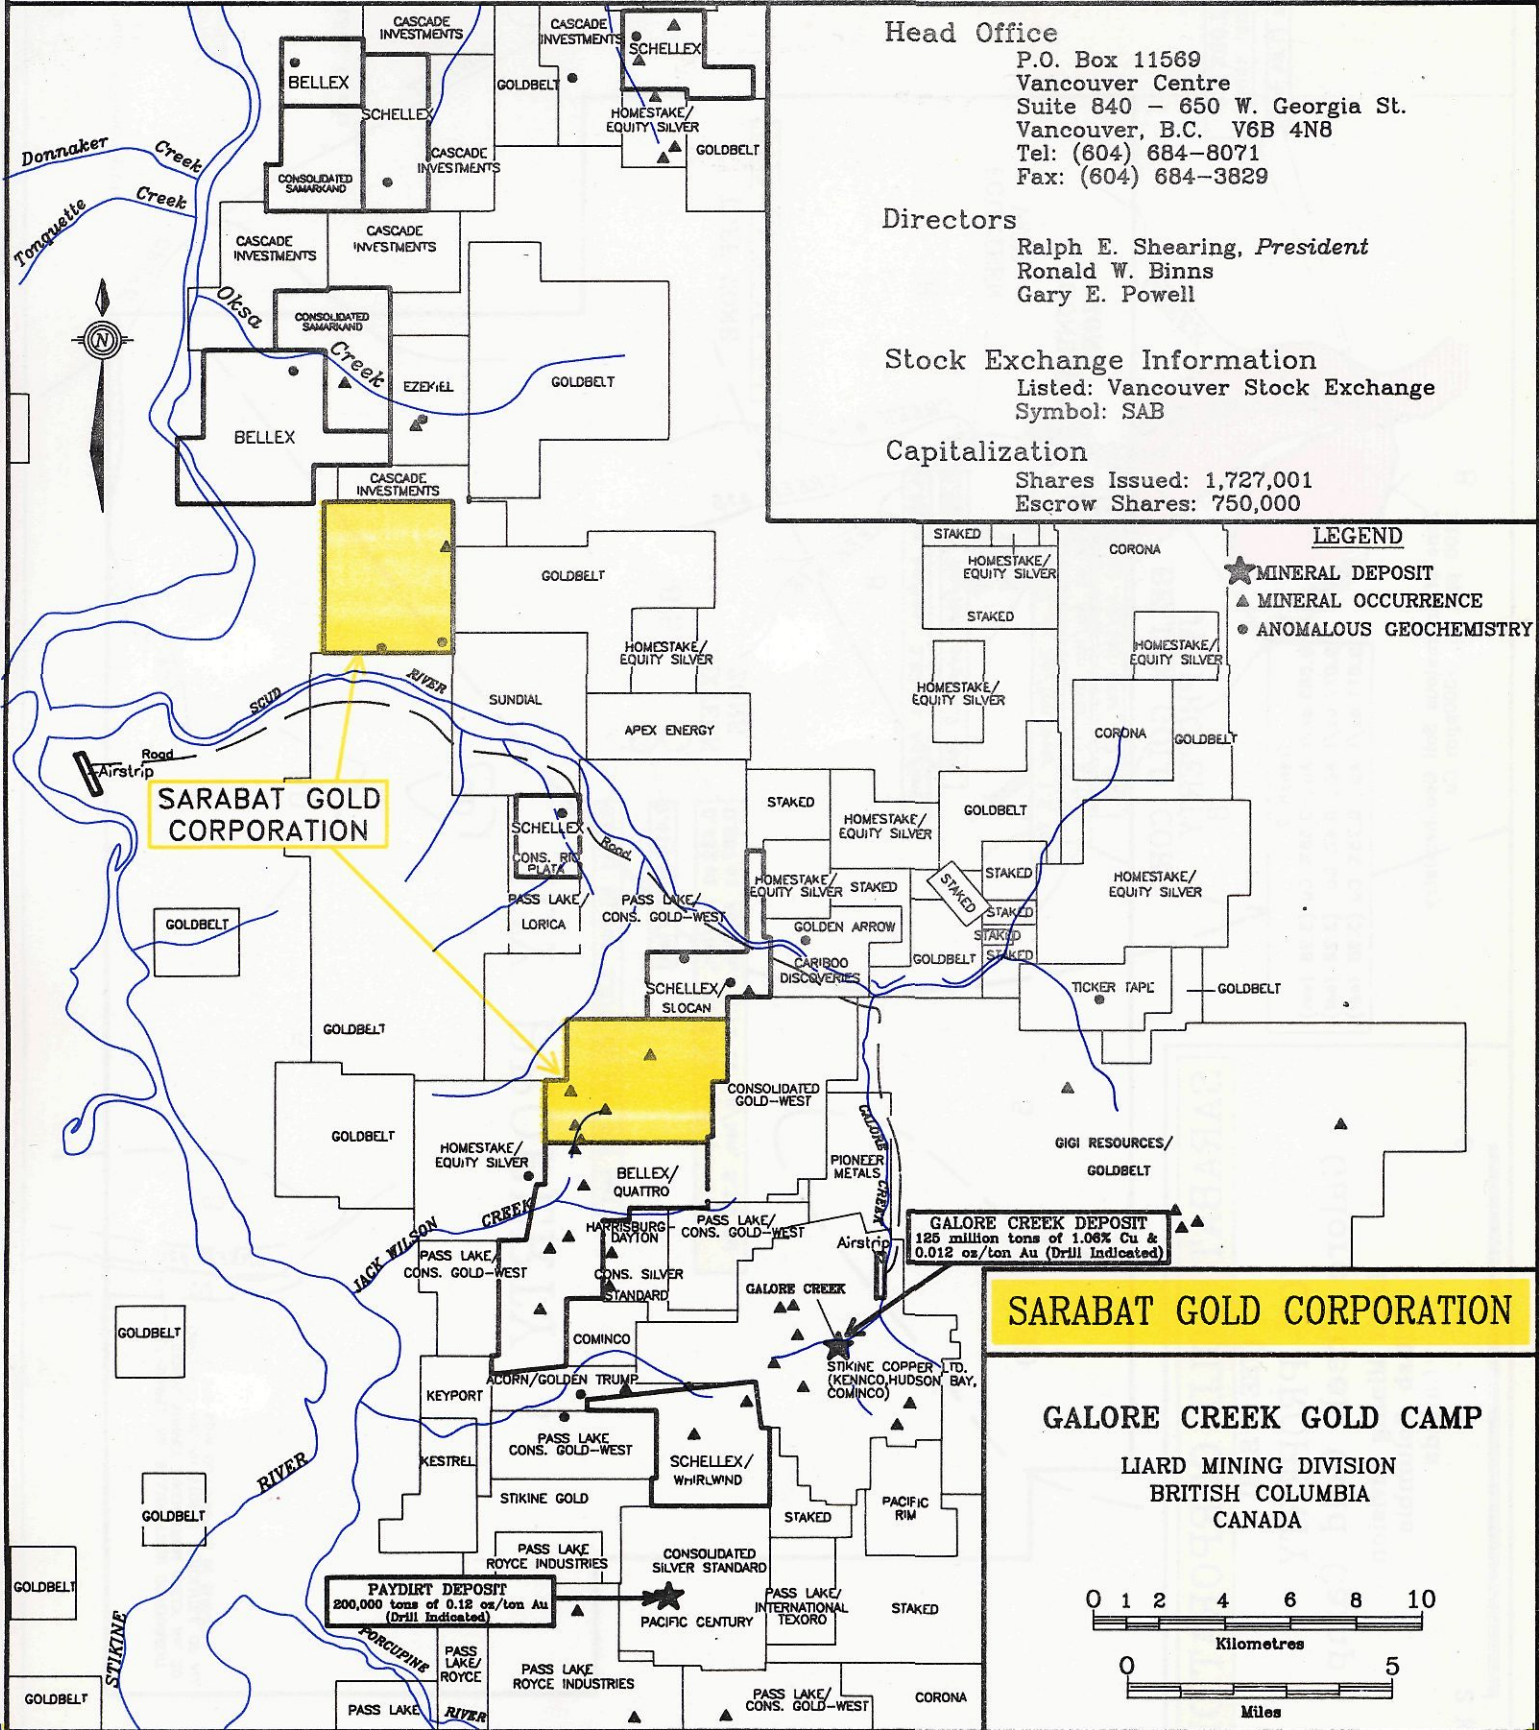 Head Office
P.O. Box 11569
Vancouver Centre
Suite 840 – 650 W. Georgia St.
Vancouver, B.C. V6B 4N8
Tel: (604) 684–8071
Fax: (604) 684–3829
Directors
Ralph E. Shearing, President
Ronald W. Binns
Gary E. Powell
Stock Exchange Information
Listed: Vancouver Stock Exchange
Symbol: SAB
Capitalization
Shares Issued: 1,727,001
Escrow Shares: 750,000
LEGEND
MINERAL DEPOSIT
MINERAL OCCURRENCE
ANOMALOUS GEOCHEMISTRY
CASCADE
INVESTMENTS
CASCADE
INVESTMENTS
SCHELLEX
BELLEX
GOLDBELT
SCHELLEX
HOMESTAKE/
EQUITY SILVER
GOLDBELT
CASCADE
INVESTMENTS
CONSOLIDATED
SAMARKAND
Donnaker Creek
Tonquette Creek
CASCADE
INVESTMENTS
CASCADE
INVESTMENTS
Oksa Creek
CONSOLIDATED
SAMARKAND
N
EZEKIEL
GOLDBELT
BELLEX
CASCADE
INVESTMENTS
GOLDBELT
STAKED
HOMESTAKE/
EQUITY SILVER
CORONA
STAKED
HOMESTAKE/
EQUITY SILVER
HOMESTAKE/
EQUITY SILVER
HOMESTAKE/
EQUITY SILVER
SCUD RIVER
SUNDIAL
APEX ENERGY
CORONA
GOLDBELT
Road
Airstrip
SARABAT GOLD
CORPORATION
STAKED
HOMESTAKE/
EQUITY SILVER
GOLDBELT
SCHELLEX
CONS. RIO
PLATA
Road
PASS LAKE/
LORICA
PASS LAKE/
CONS. GOLD–WEST
HOMESTAKE/
EQUITY SILVER
STAKED
STAKED
STAKED
HOMESTAKE/
EQUITY SILVER
STAKED
STAKED
STAKED
GOLDBELT
GOLDEN ARROW
GOLDBELT
CARIBOO
DISCOVERIES
SCHELLEX/
SLOCAN
TICKER TAPE
GOLDBELT
GOLDBELT
CONSOLIDATED
GOLD–WEST
GALORE CREEK
GOLDBELT
HOMESTAKE/
EQUITY SILVER
BELLEX/
QUATTRO
PIONEER
METALS
GIGI RESOURCES/
GOLDBELT
JACK WILSON CREEK
HARRISBURG
DAYTON
PASS LAKE/
CONS. GOLD–WEST
Airstrip
GALORE CREEK DEPOSIT
125 million tons of 1.06% Cu &
0.012 oz/ton Au (Drill Indicated)
PASS LAKE/
CONS. GOLD–WEST
CONS. SILVER
STANDARD
GALORE CREEK
GOLDBELT
COMINCO
STIKINE COPPER LTD.
(KENNCO,HUDSON BAY,
COMINCO)
ACORN/GOLDEN TRUMP
KEYPORT
PASS LAKE
CONS. GOLD–WEST
KESTREL
SCHELLEX/
WHIRLWIND
RIVER
GOLDBELT
STIKINE GOLD
PACIFIC
RIM
STAKED
PASS LAKE
ROYCE INDUSTRIES
CONSOLIDATED
SILVER STANDARD
GOLDBELT
PAYDIRT DEPOSIT
200,000 tons of 0.12 oz/ton Au
(Drill Indicated)
PACIFIC CENTURY
PASS LAKE/
INTERNATIONAL
TEXORO
STAKED
STIKINE
PORCUPINE
RIVER
PASS
LAKE/
ROYCE
PASS LAKE
ROYCE INDUSTRIES
GOLDBELT
PASS LAKE
PASS LAKE/
CONS. GOLD–WEST
CORONA
SARABAT GOLD CORPORATION
GALORE CREEK GOLD CAMP
LIARD MINING DIVISION
BRITISH COLUMBIA
CANADA
0 1 2 4 6 8 10
Kilometres
0 5
Miles